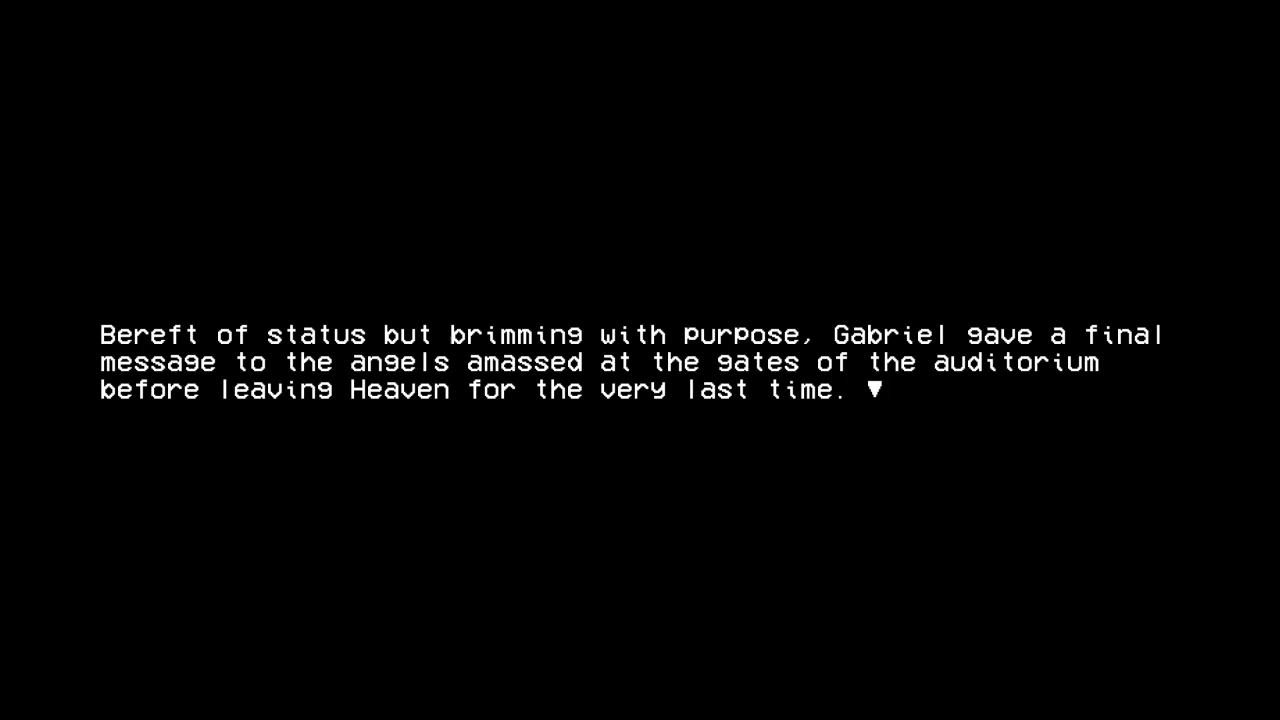 Bereft of status but brimming with purpose, Gabriel gave a final
message to the angels amassed at the gates of the auditorium
before leaving Heaven for the very last time. ▼